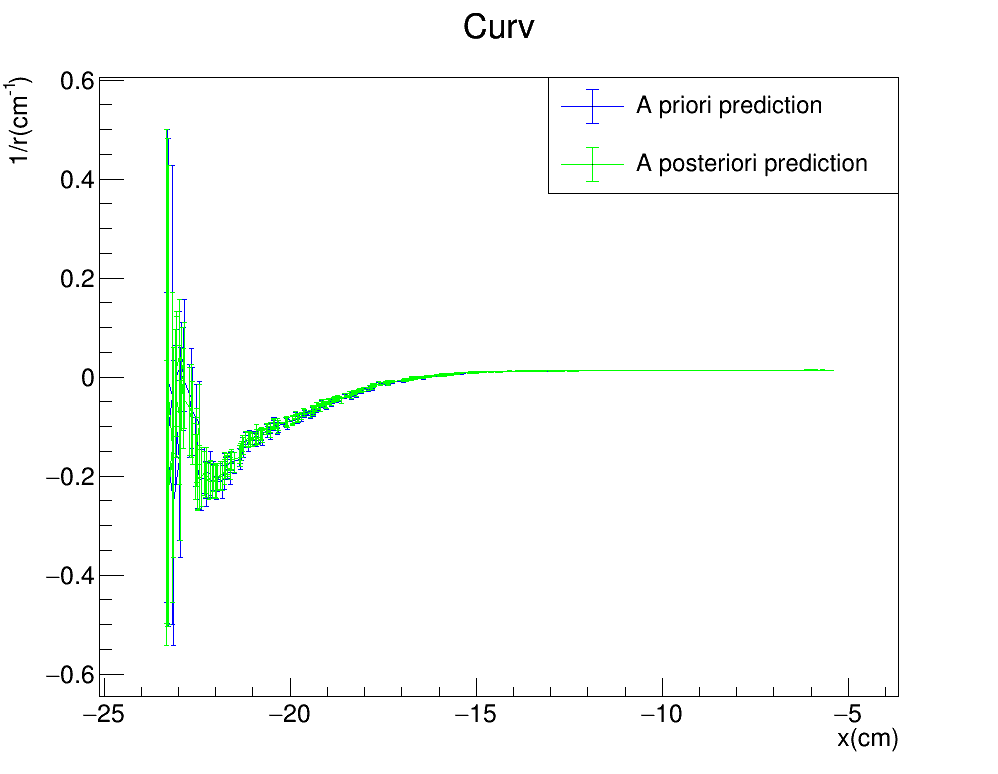 Curv
1/r(cm⁻¹)
A priori prediction
A posteriori prediction
0.6
0.4
0.2
0
−0.2
−0.4
−0.6
−25 −20 −15 −10 −5
x(cm)